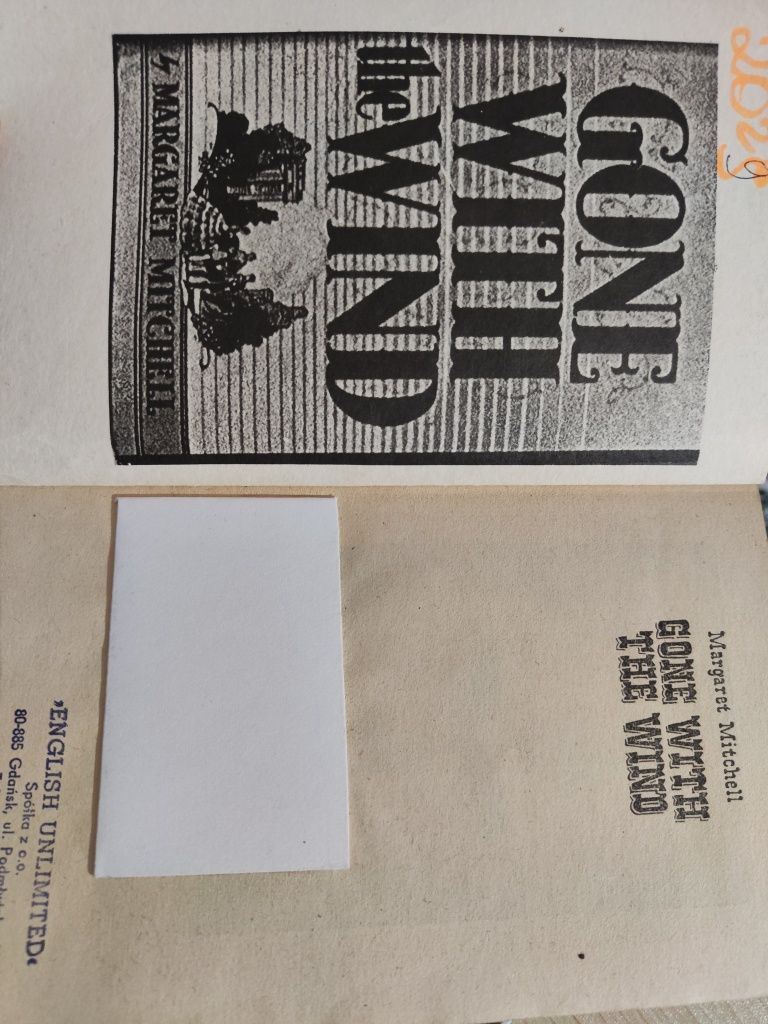 GONE
WITH
the WIND
MARGARET MITCHELL
Margaret Mitchell
GONE WITH
THE WIND
»ENGLISH UNLIMITED«
Spółka z o.o.
80-885 Gdańsk, ul.